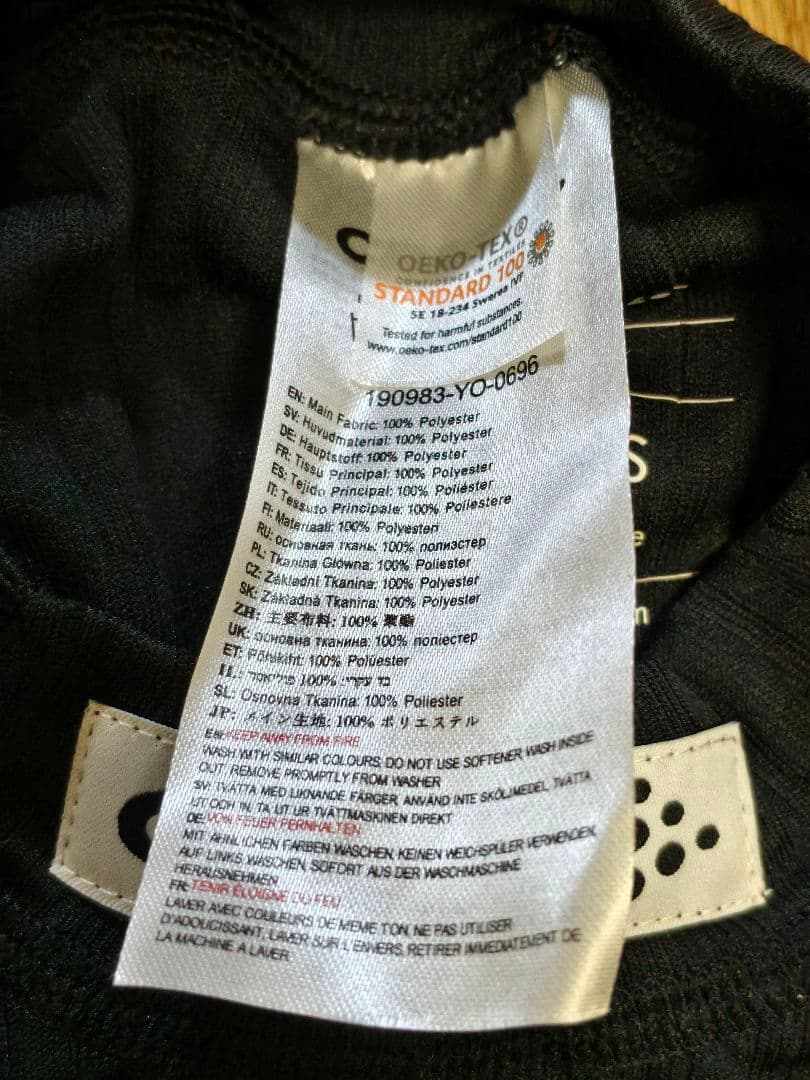 OEKO-TEX®
CONFIDENCE IN TEXTILES
STANDARD 100
SE 18-234 Swerea IVF
Tested for harmful substances.
www.oeko-tex.com/standard100
190983-YO-0696
EN: Main Fabric: 100% Polyester
SV: Huvudmaterial: 100% Polyester
DE: Hauptstoff: 100% Polyester
FR: Tissu Principal: 100% Polyester
ES: Tejido Principal: 100% Poliéster
IT: Tessuto Principale: 100% Poliestere
FI: Materiaali: 100% Polyesteri
RU: основная ткань: 100% полиэстер
PL: Tkanina Główna: 100% Poliester
CZ: Základní Tkanina: 100% Polyester
SK: Základná Tkanina: 100% Polyester
ZH: 主要布料: 100% 聚酯
UK: основна тканина: 100% поліестер
ET: Põhikiht: 100% Polüester
IL: בד עיקרי: 100% פוליאסטר
SL: Osnovna Tkanina: 100% Poliester
JP: メイン生地: 100% ポリエステル
EN: KEEP AWAY FROM FIRE
WASH WITH SIMILAR COLOURS, DO NOT USE SOFTENER WASH INSIDE
OUT, REMOVE PROMPTLY FROM WASHER
SV: TVÄTTA MED LIKNANDE FÄRGER, ANVÄND INTE SKÖLJMEDEL, TVÄTTA
UT OCH IN, TA UT UR TVÄTTMASKINEN DIREKT
DE: VON FEUER FERNHALTEN
MIT ÄHNLICHEN FARBEN WASCHEN, KEINEN WEICHSPÜLER VERWENDEN,
AUF LINKS WASCHEN, SOFORT AUS DER WASCHMASCHINE
HERAUSNEHMEN
FR: TENIR ÉLOIGNÉ DU FEU
LAVER AVEC COULEURS DE MEME TON, NE PAS UTILISER
D'ADOUCISSANT, LAVER SUR L'ENVERS, RETIRER IMMEDIATEMENT DE
LA MACHINE A LAVER
S